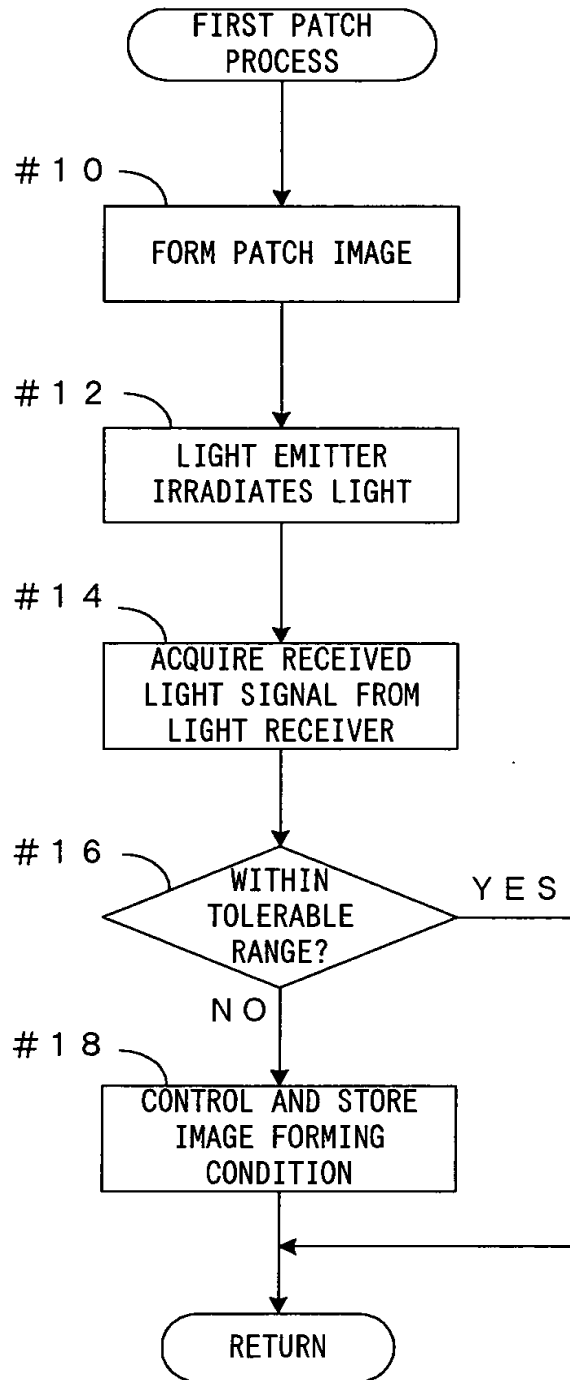 FIRST PATCH
PROCESS
#10
FORM PATCH IMAGE
#12
LIGHT EMITTER
IRRADIATES LIGHT
#14
ACQUIRE RECEIVED
LIGHT SIGNAL FROM
LIGHT RECEIVER
#16
WITHIN
TOLERABLE
RANGE?
YES
NO
#18
CONTROL AND STORE
IMAGE FORMING
CONDITION
RETURN